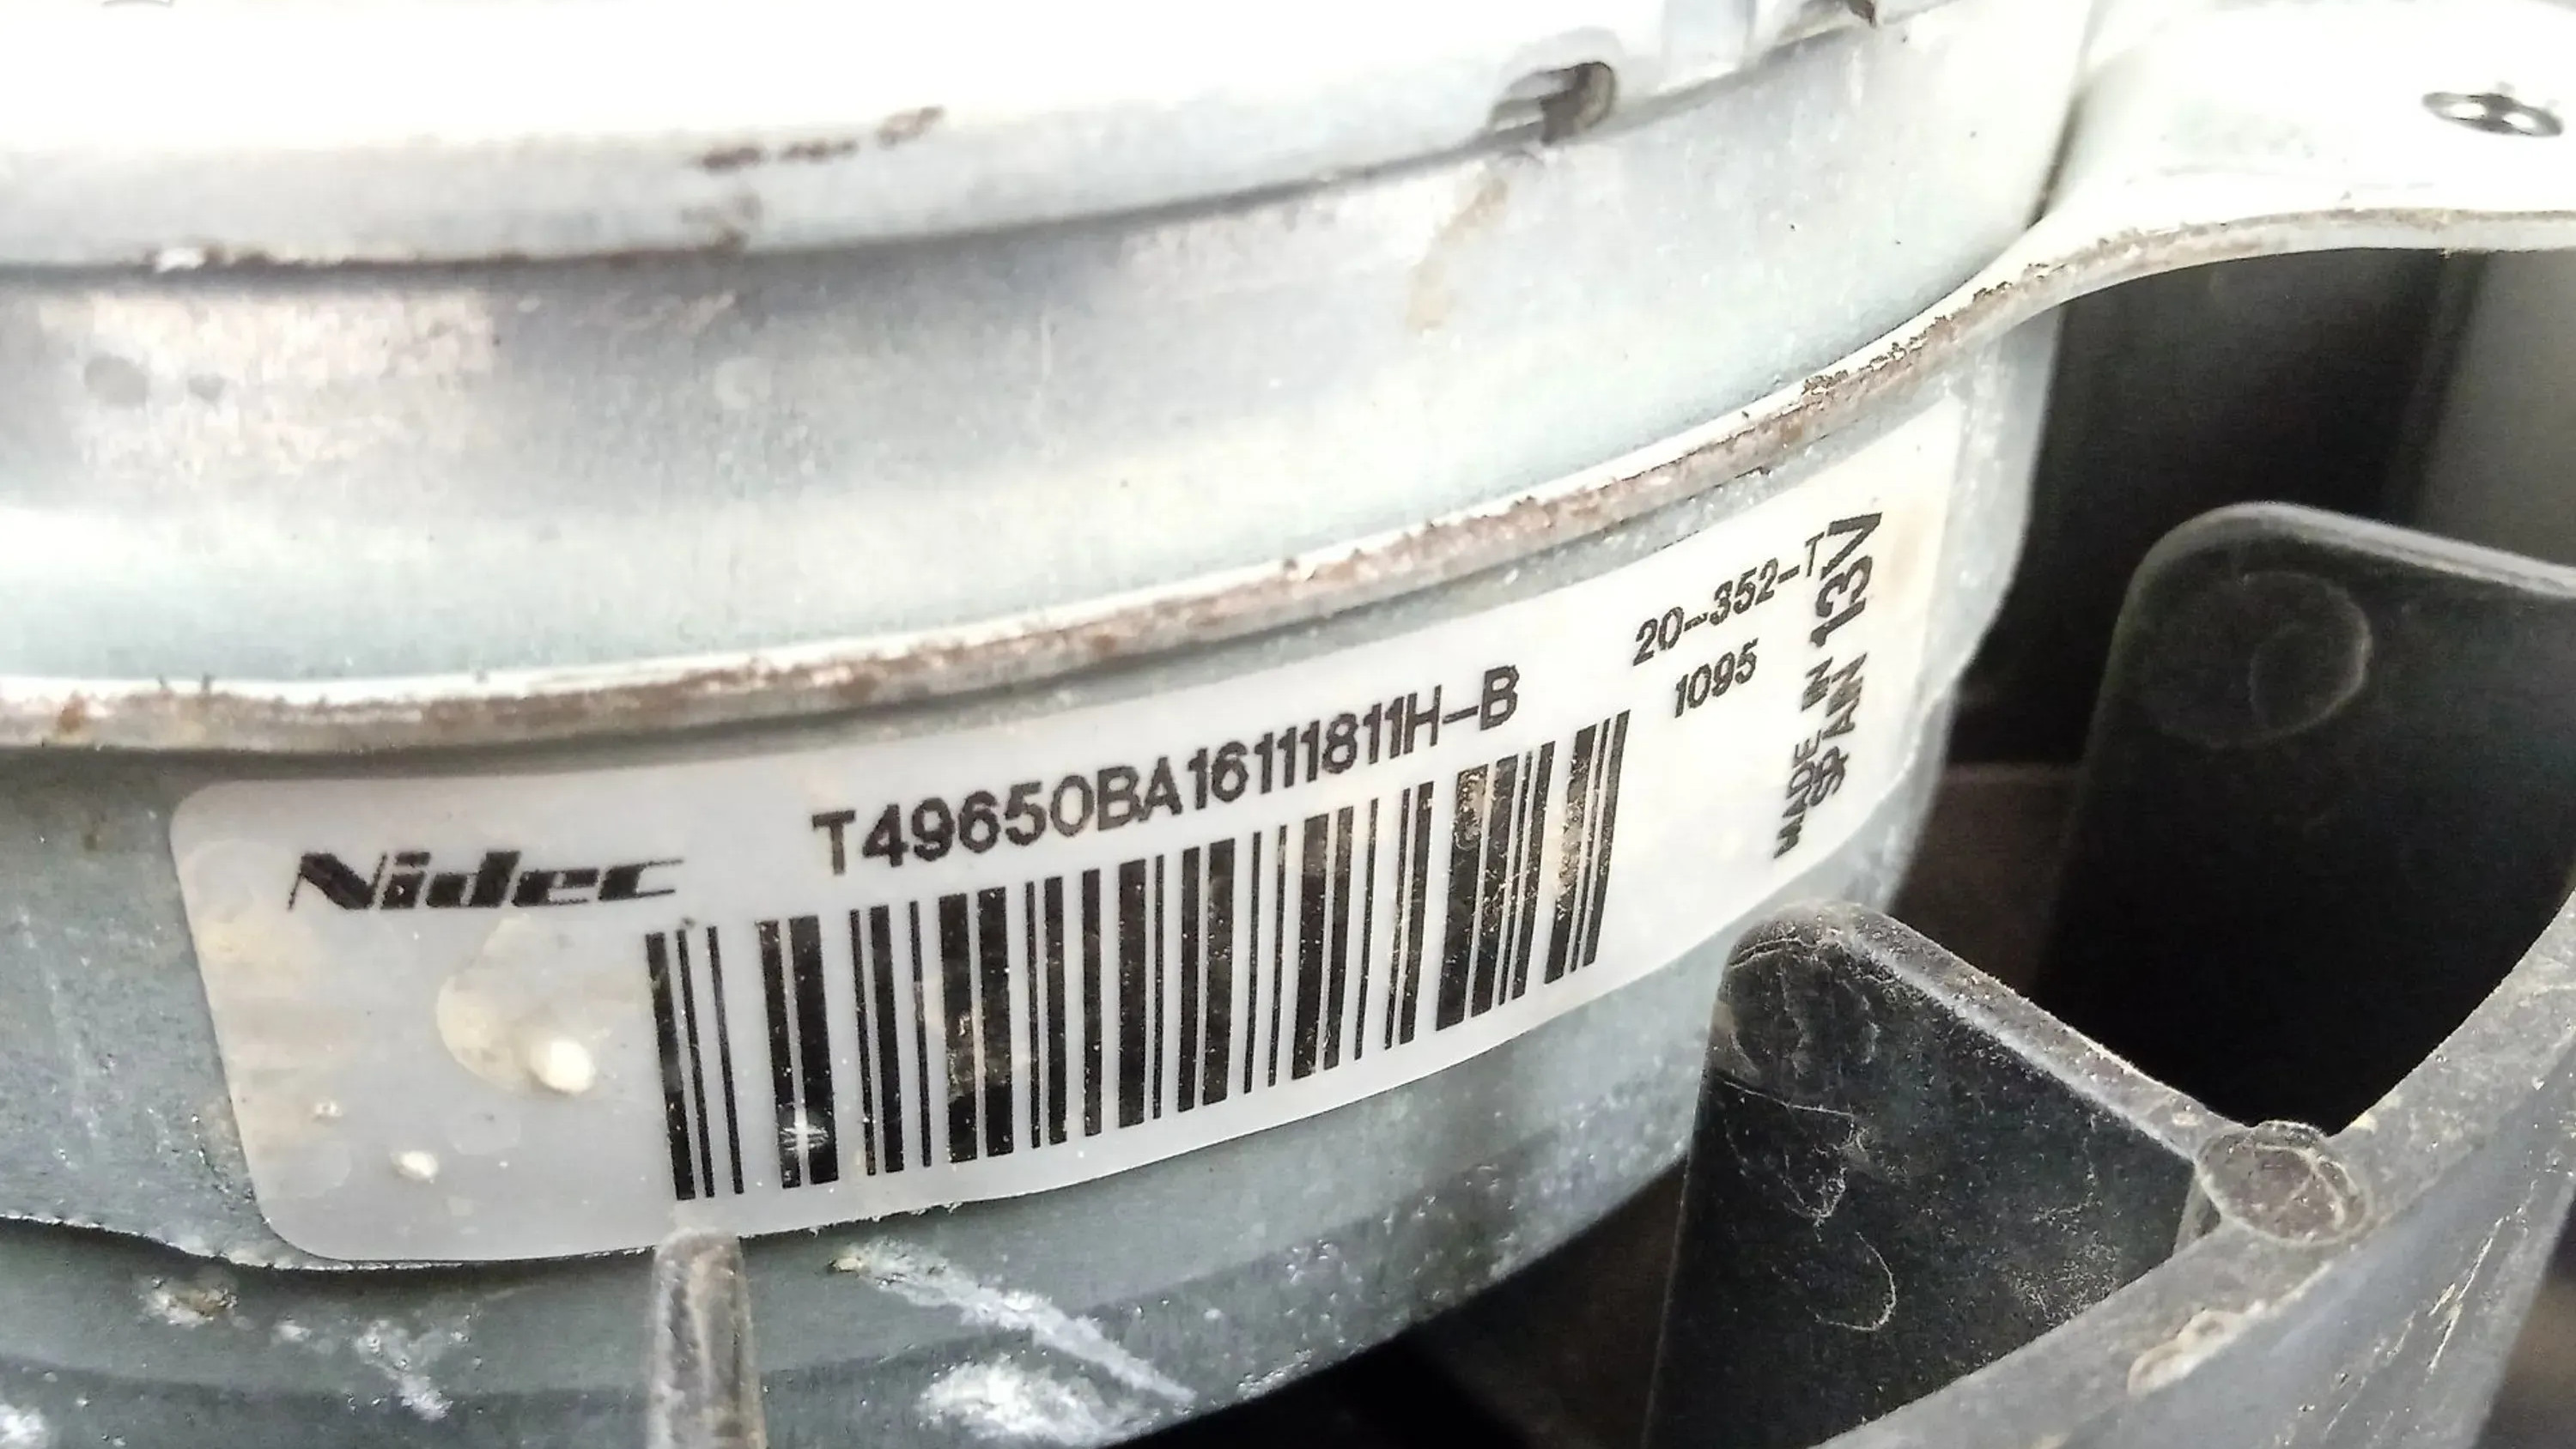 Nidec
T49650BA16111811H-B
20-352-T
1095
MADE IN
SPAIN 13V